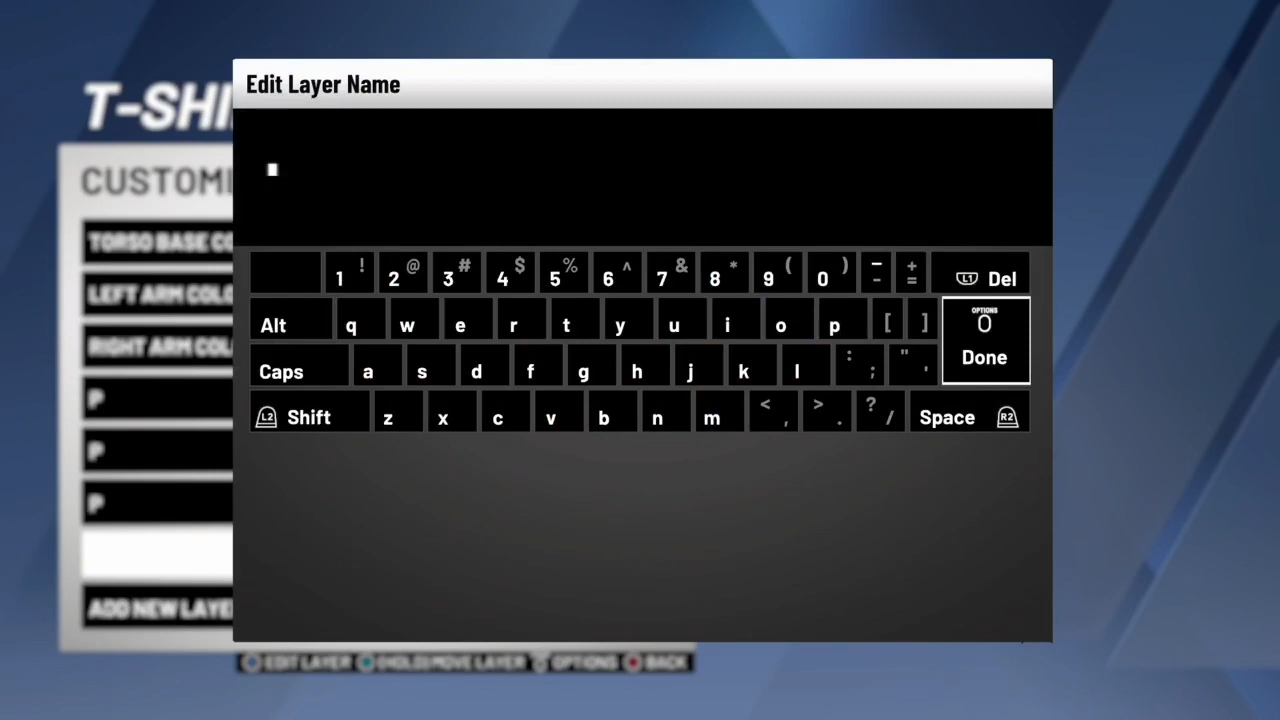 Edit Layer Name
T-SHI
CUSTOMI
TORSO BASE CO
LEFT ARM COLO
RIGHT ARM COL
P
P
P
ADD NEW LAYE
1 ! 2 @ 3 # 4 $ 5 % 6 ^ 7 & 8 * 9 ( 0 ) - _ = + L1 Del
Alt q w e r t y u i o p [ ] OPTIONS Done
Caps a s d f g h j k l ; : ' "
L2 Shift z x c v b n m , < . > / ? Space R2
EDIT LAYER (HOLD) MOVE LAYER OPTIONS BACK